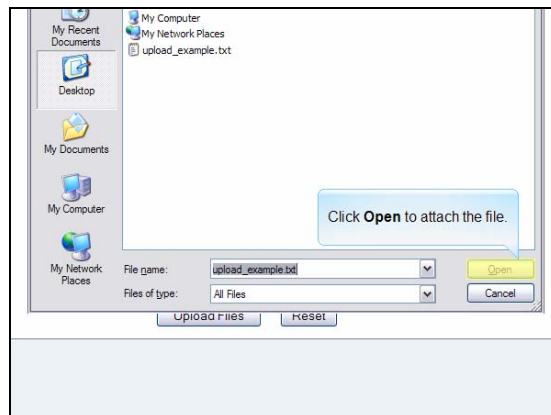 My Recent
Documents
Desktop
My Documents
My Computer
My Network
Places
My Computer
My Network Places
upload_example.txt
Click Open to attach the file.
File name:
upload_example.txt
Open
Files of type:
All Files
Cancel
Upload Files
Reset